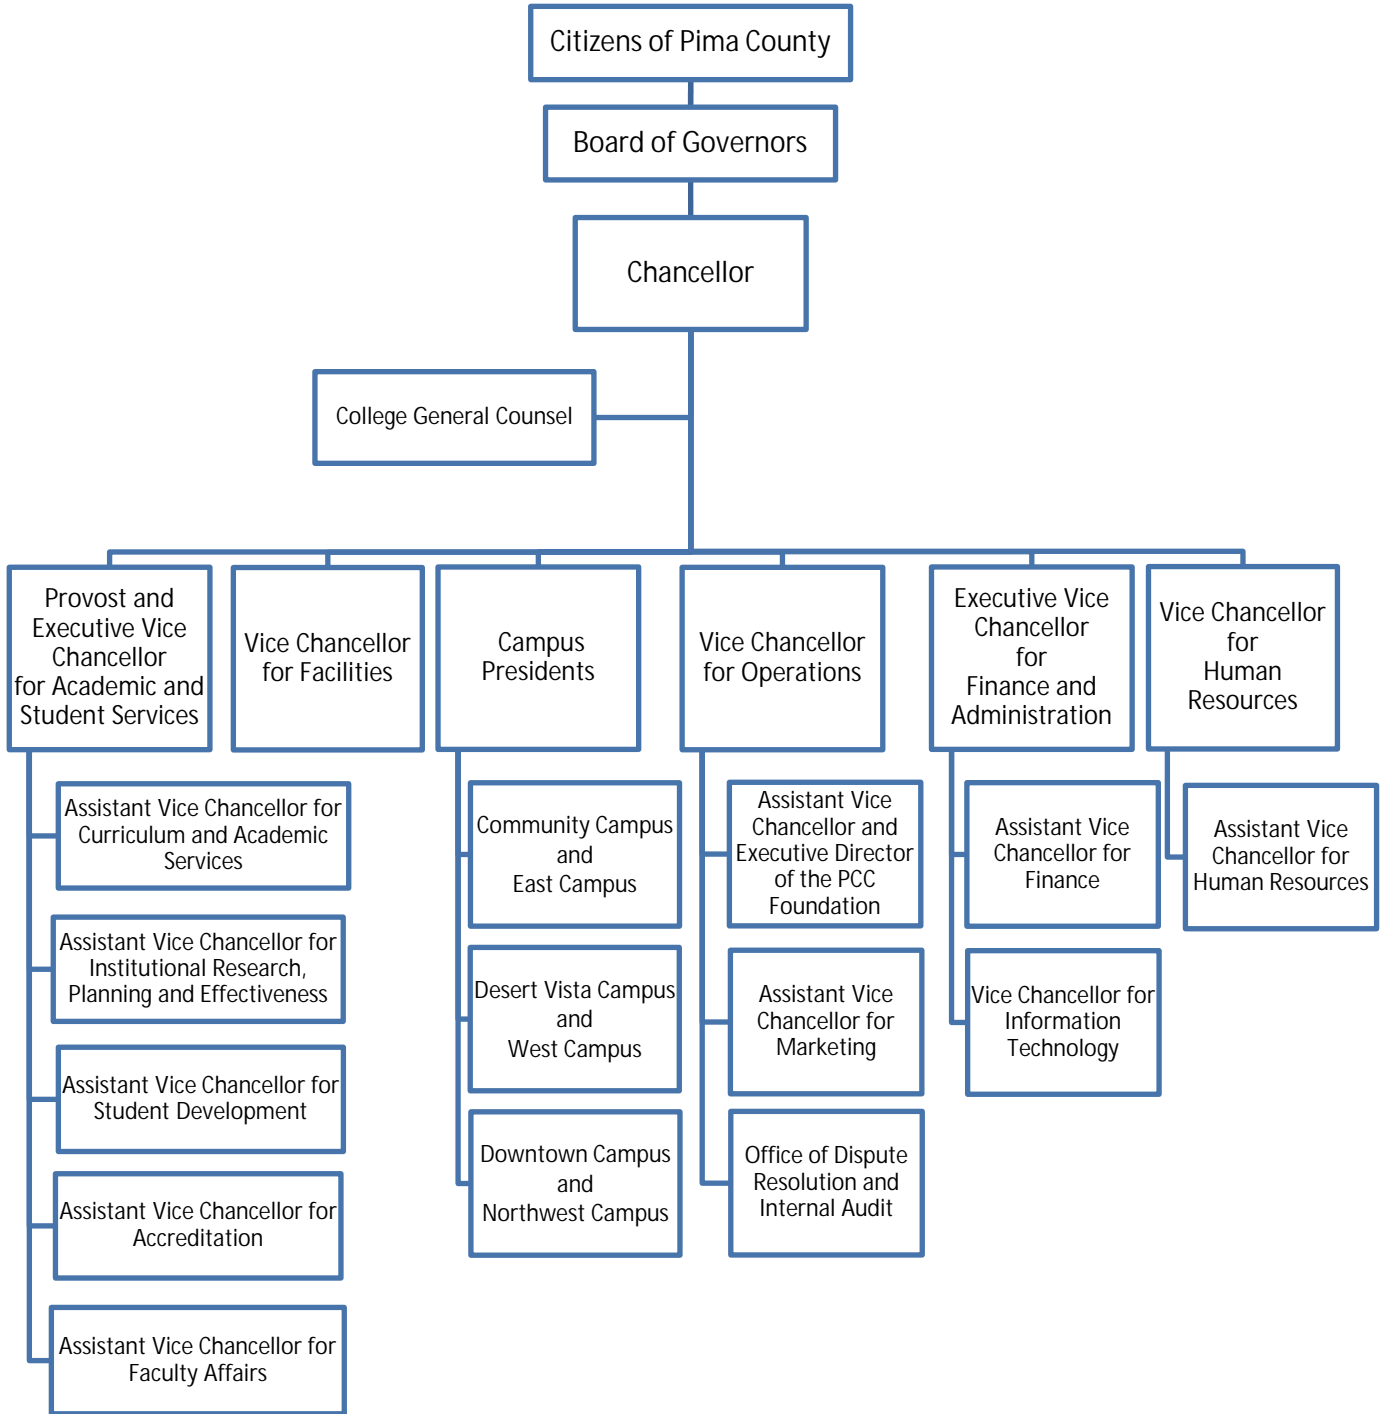 Citizens of Pima County
Board of Governors
Chancellor
College General Counsel
Provost and
Executive Vice
Chancellor
for Academic and
Student Services
Vice Chancellor
for Facilities
Campus
Presidents
Vice Chancellor
for Operations
Executive Vice
Chancellor
for
Finance and
Administration
Vice Chancellor
for
Human
Resources
Assistant Vice Chancellor for
Curriculum and Academic
Services
Assistant Vice Chancellor for
Institutional Research,
Planning and Effectiveness
Assistant Vice Chancellor for
Student Development
Assistant Vice Chancellor for
Accreditation
Assistant Vice Chancellor for
Faculty Affairs
Community Campus
and
East Campus
Desert Vista Campus
and
West Campus
Downtown Campus
and
Northwest Campus
Assistant Vice
Chancellor and
Executive Director
of the PCC
Foundation
Assistant Vice
Chancellor for
Marketing
Office of Dispute
Resolution and
Internal Audit
Assistant Vice
Chancellor for
Finance
Vice Chancellor for
Information
Technology
Assistant Vice
Chancellor for
Human Resources